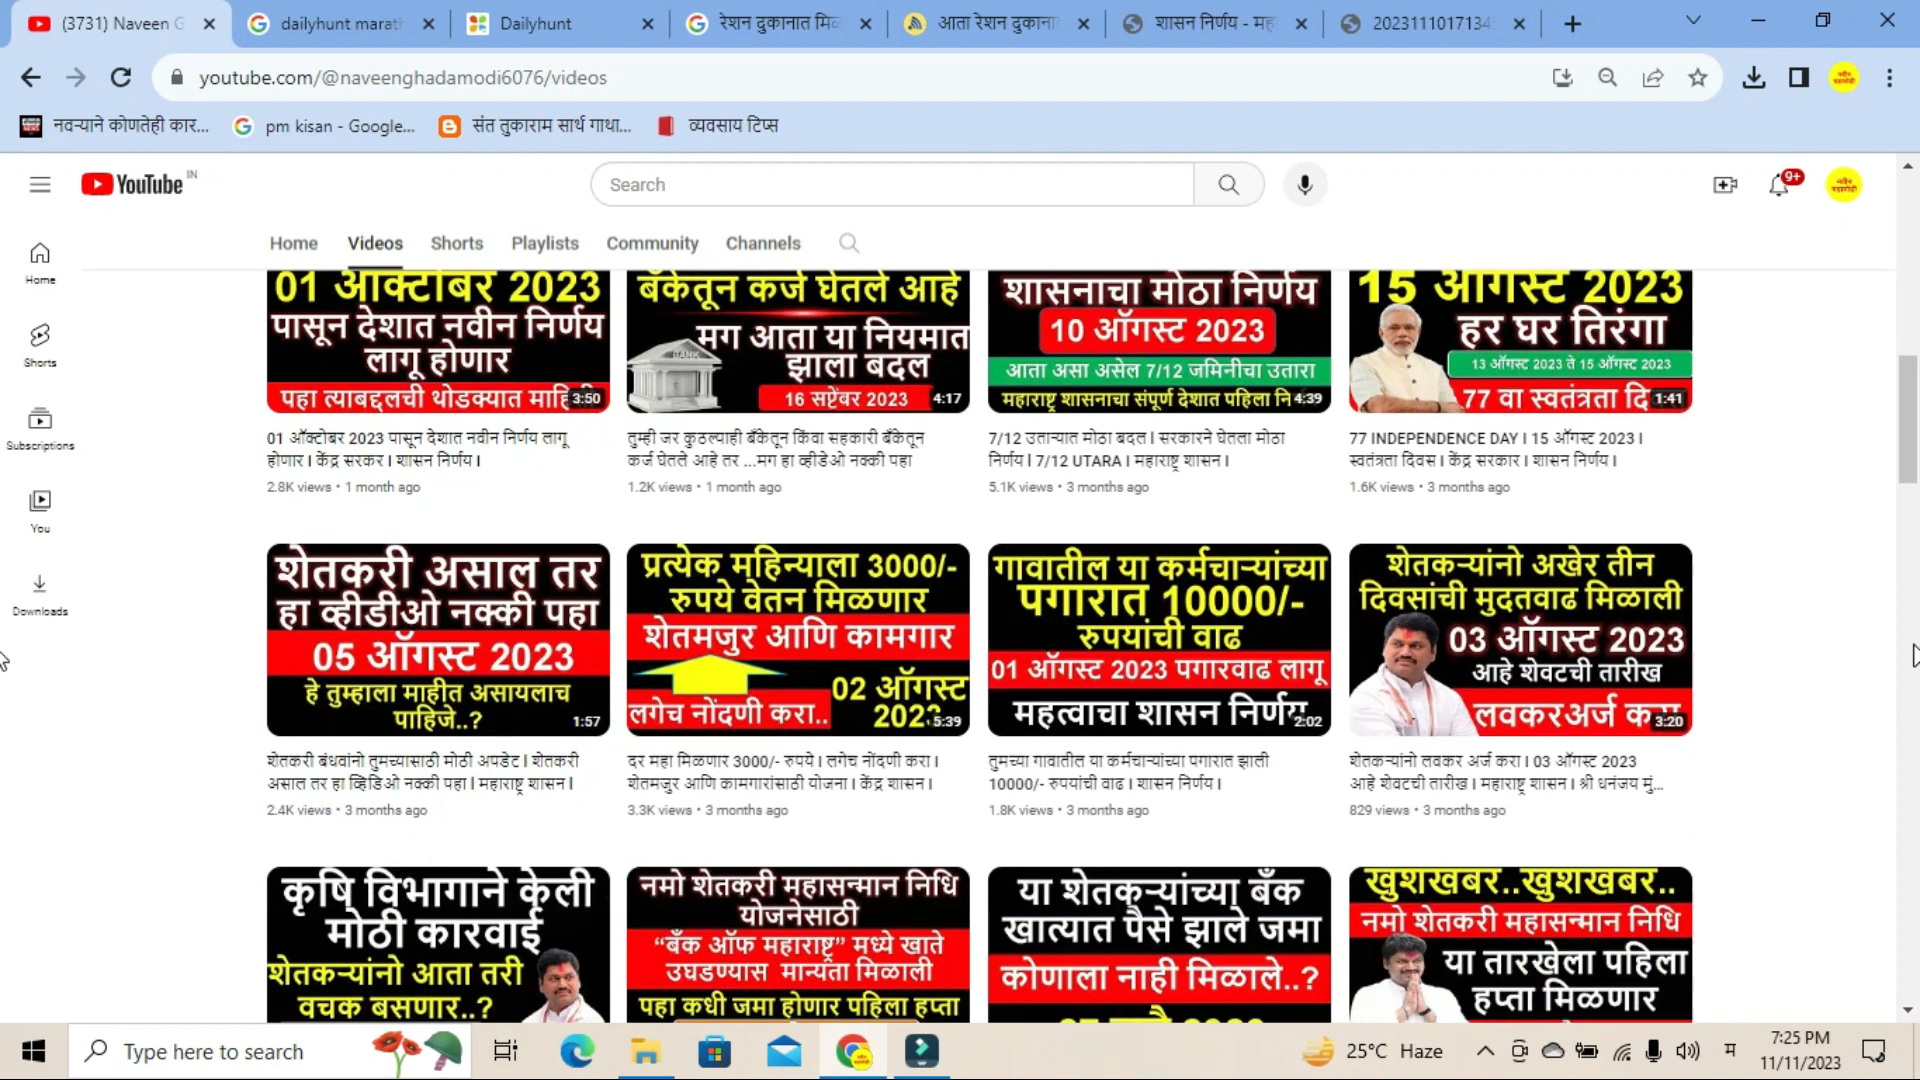 (3731) Naveen G
dailyhunt marat
Dailyhunt
रेशन दुकानात मि
आता रेशन दुकाना
शासन निर्णय - मह
20231110171134
youtube.com/@naveenghadamodi6076/videos
नवऱ्याने कोणतेही कार...
pm kisan - Google...
संत तुकाराम सार्थ गाथा...
व्यवसाय टिप्स
YouTube IN
Search
9+
Home
Videos
Shorts
Playlists
Community
Channels
Home
Shorts
Subscriptions
You
Downloads
01 ऑक्टोबर 2023
पासून देशात नवीन निर्णय
लागू होणार
पहा त्याबद्दलची थोडक्यात माहि
3:50
01 ऑक्टोबर 2023 पासून देशात नवीन निर्णय लागू
होणार I केंद्र सरकर I शासन निर्णय I
2.8K views • 1 month ago
बँकेतून कर्ज घेतले आहे
मग आता या नियमात
झाला बदल
BANK
16 सप्टेंबर 2023
4:17
तुम्ही जर कुठल्याही बँकेतून किंवा सहकारी बँकेतून
कर्ज घेतले आहे तर ...मग हा व्हीडेओ नक्की पहा
1.2K views • 1 month ago
शासनाचा मोठा निर्णय
10 ऑगस्ट 2023
आता असा असेल 7/12 जमिनीचा उतारा
महाराष्ट्र शासनाचा संपूर्ण देशात पहिला नि
4:39
7/12 उताऱ्यात मोठा बदल I सरकारने घेतला मोठा
निर्णय I 7/12 UTARA I महाराष्ट्र शासन I
5.1K views • 3 months ago
15 ऑगस्ट 2023
हर घर तिरंगा
13 ऑगस्ट 2023 ते 15 ऑगस्ट 2023
77 वा स्वतंत्रता दि
1:41
77 INDEPENDENCE DAY I 15 ऑगस्ट 2023 I
स्वतंत्रता दिवस I केंद्र सरकार I शासन निर्णय I
1.6K views • 3 months ago
शेतकरी असाल तर
हा व्हीडीओ नक्की पहा
05 ऑगस्ट 2023
हे तुम्हाला माहीत असायलाच
पाहिजे..?
1:57
शेतकरी बंधवांनो तुमच्यासाठी मोठी अपडेट I शेतकरी
असाल तर हा व्हिडिओ नक्की पहा I महाराष्ट्र शासन I
2.4K views • 3 months ago
प्रत्येक महिन्याला 3000/-
रुपये वेतन मिळणार
शेतमजुर आणि कामगार
02 ऑगस्ट
लगेच नोंदणी करा..
202
5:39
दर महा मिळणार 3000/- रुपये I लगेच नोंदणी करा I
शेतमजुर आणि कामगारांसाठी योजना I केंद्र शासन I
3.3K views • 3 months ago
गावातील या कर्मचाऱ्यांच्या
पगारात 10000/-
रुपयांची वाढ
01 ऑगस्ट 2023 पगारवाढ लागू
महत्वाचा शासन निर्णय
2:02
तुमच्या गावातील या कर्मचाऱ्यांच्या पगारात झाली
10000/- रुपयांची वाढ I शासन निर्णय I
1.8K views • 3 months ago
शेतकऱ्यांनो अखेर तीन
दिवसांची मुदतवाढ मिळाली
03 ऑगस्ट 2023
आहे शेवटची तारीख
लवकरअर्ज क
3:20
शेतकऱ्यांनो लवकर अर्ज करा I 03 ऑगस्ट 2023
आहे शेवटची तारीख I महाराष्ट्र शासन I श्री धनंजय मुं...
829 views • 3 months ago
कृषि विभागाने केली
मोठी कारवाई
शेतकऱ्यांनो आता तरी
वचक बसणार..?
नमो शेतकरी महासन्मान निधि
योजनेसाठी
“बँक ऑफ महाराष्ट्र” मध्ये खाते
उघडण्यास मान्यता मिळाली
पहा कधी जमा होणार पहिला हप्ता
या शेतकऱ्यांच्या बँक
खात्यात पैसे झाले जमा
कोणाला नाही मिळाले..?
खुशखबर..खुशखबर..
नमो शेतकरी महासन्मान निधि
या तारखेला पहिला
हप्ता मिळणार
Type here to search
25°C Haze
म
7:25 PM
11/11/2023